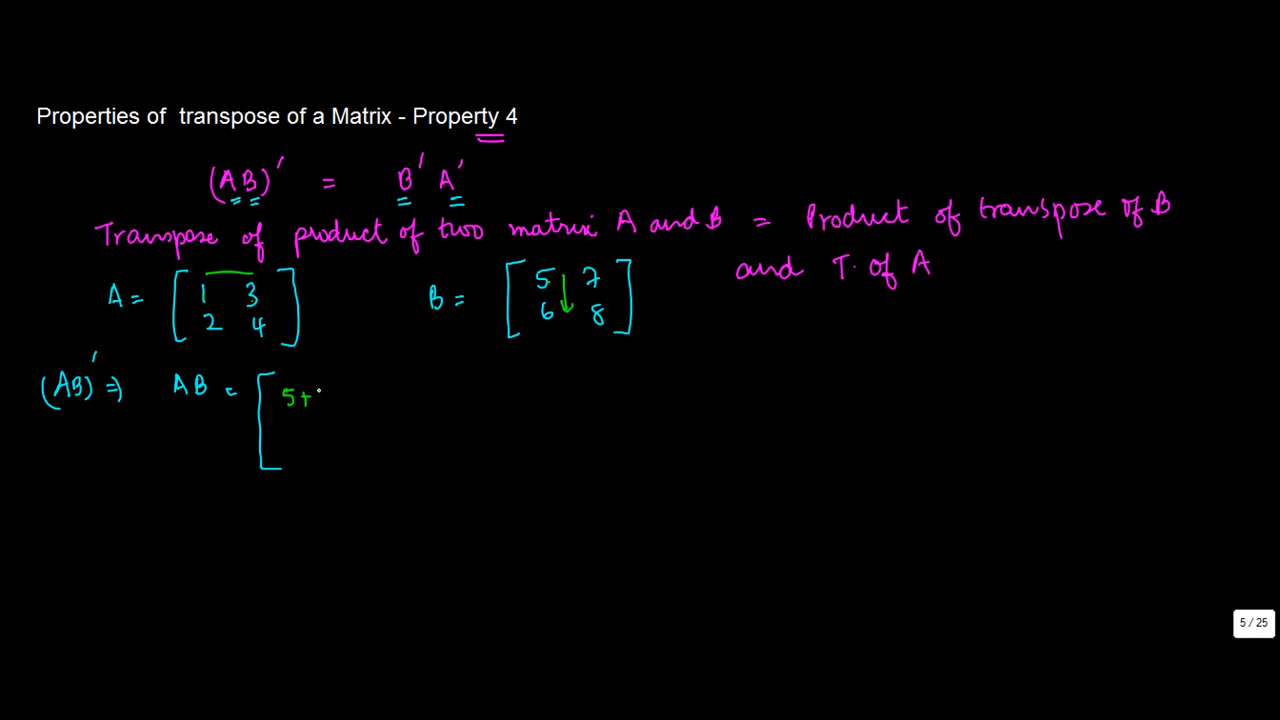 Properties of transpose of a Matrix - Property 4
(AB)' = B' A'
Transpose of product of two matrix A and B = Product of transpose of B
and T. of A
A = [ 1 3
2 4 ]
B = [ 5 7
6 8 ]
(AB)' ⇒ AB = [ 5+
5 / 25